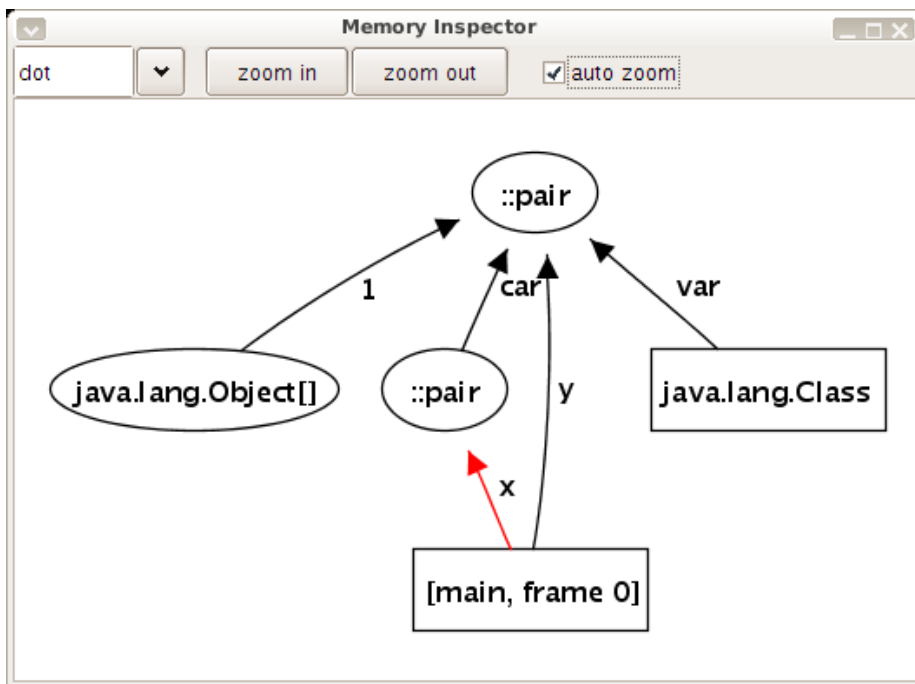 Memory Inspector
dot
zoom in
zoom out
auto zoom
::pair
1
car
var
java.lang.Object[]
::pair
y
java.lang.Class
x
[main, frame 0]